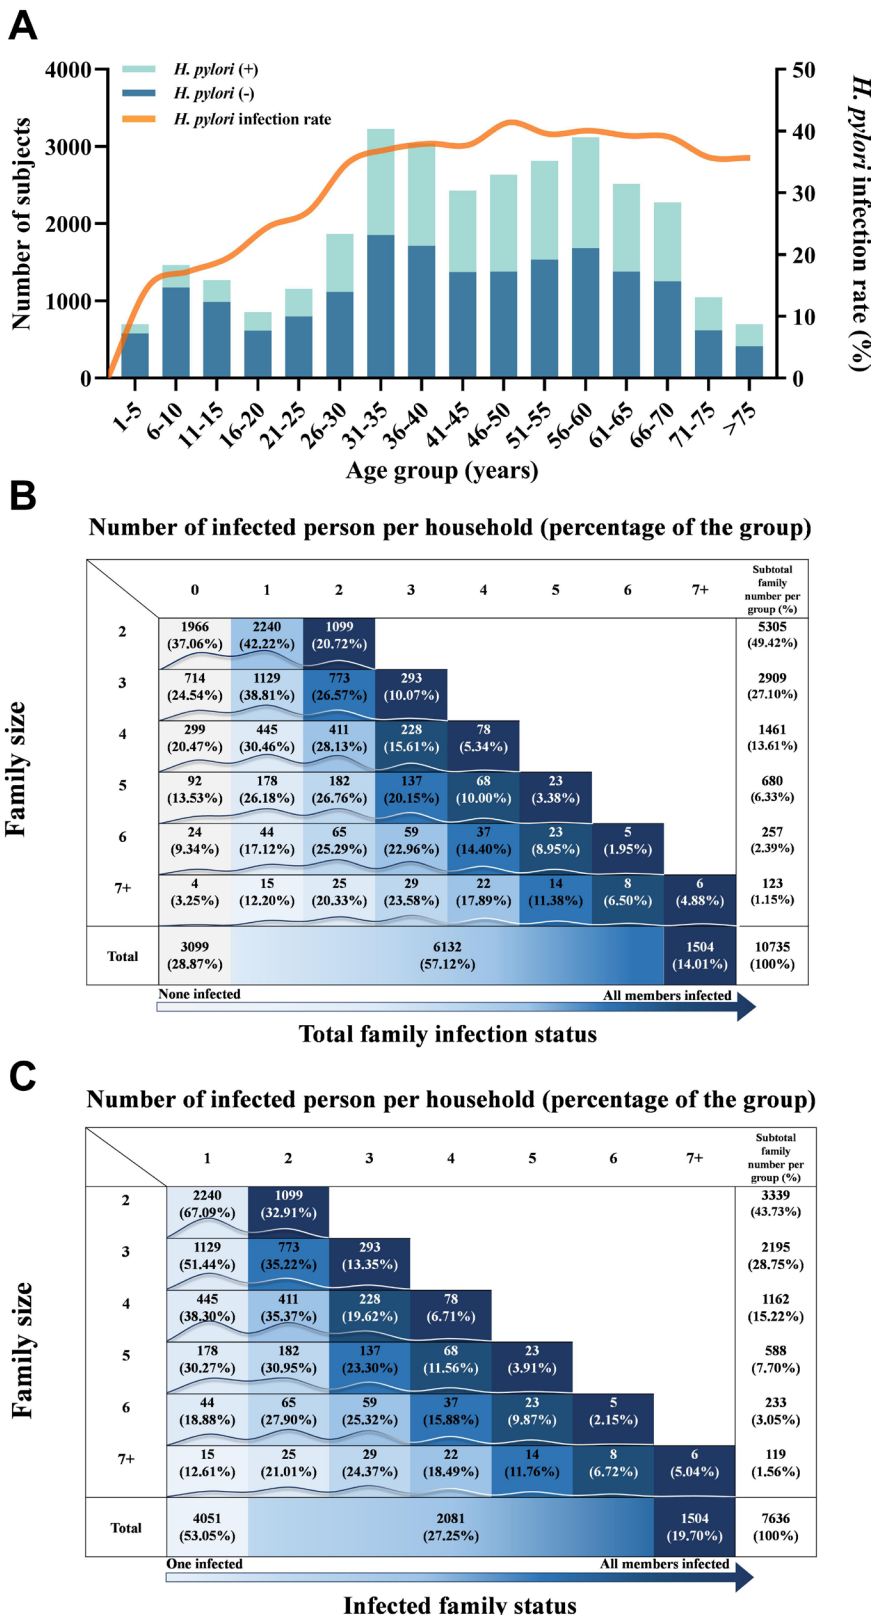 A
H. pylori (+)
H. pylori (-)
H. pylori infection rate
Number of subjects
4000
3000
2000
1000
0
50
40
30
20
10
0
H. pylori infection rate (%)
1-5
6-10
11-15
16-20
21-25
26-30
31-35
36-40
41-45
46-50
51-55
56-60
61-65
66-70
71-75
>75
Age group (years)
B
Number of infected person per household (percentage of the group)
0 1 2 3 4 5 6 7+
Subtotal
family
number per
group (%)
Family size
2 1966 2240 1099 5305
(37.06%) (42.22%) (20.72%) (49.42%)
3 714 1129 773 293 2909
(24.54%) (38.81%) (26.57%) (10.07%) (27.10%)
4 299 445 411 228 78 1461
(20.47%) (30.46%) (28.13%) (15.61%) (5.34%) (13.61%)
5 92 178 182 137 68 23 680
(13.53%) (26.18%) (26.76%) (20.15%) (10.00%) (3.38%) (6.33%)
6 24 44 65 59 37 23 5 257
(9.34%) (17.12%) (25.29%) (22.96%) (14.40%) (8.95%) (1.95%) (2.39%)
7+ 4 15 25 29 22 14 8 6 123
(3.25%) (12.20%) (20.33%) (23.58%) (17.89%) (11.38%) (6.50%) (4.88%) (1.15%)
Total 3099 6132 1504 10735
(28.87%) (57.12%) (14.01%) (100%)
None infected All members infected
Total family infection status
C
Number of infected person per household (percentage of the group)
1 2 3 4 5 6 7+
Subtotal
family
number per
group (%)
Family size
2 2240 1099 3339
(67.09%) (32.91%) (43.73%)
3 1129 773 293 2195
(51.44%) (35.22%) (13.35%) (28.75%)
4 445 411 228 78 1162
(38.30%) (35.37%) (19.62%) (6.71%) (15.22%)
5 178 182 137 68 23 588
(30.27%) (30.95%) (23.30%) (11.56%) (3.91%) (7.70%)
6 44 65 59 37 23 5 233
(18.88%) (27.90%) (25.32%) (15.88%) (9.87%) (2.15%) (3.05%)
7+ 15 25 29 22 14 8 6 119
(12.61%) (21.01%) (24.37%) (18.49%) (11.76%) (6.72%) (5.04%) (1.56%)
Total 4051 2081 1504 7636
(53.05%) (27.25%) (19.70%) (100%)
One infected All members infected
Infected family status